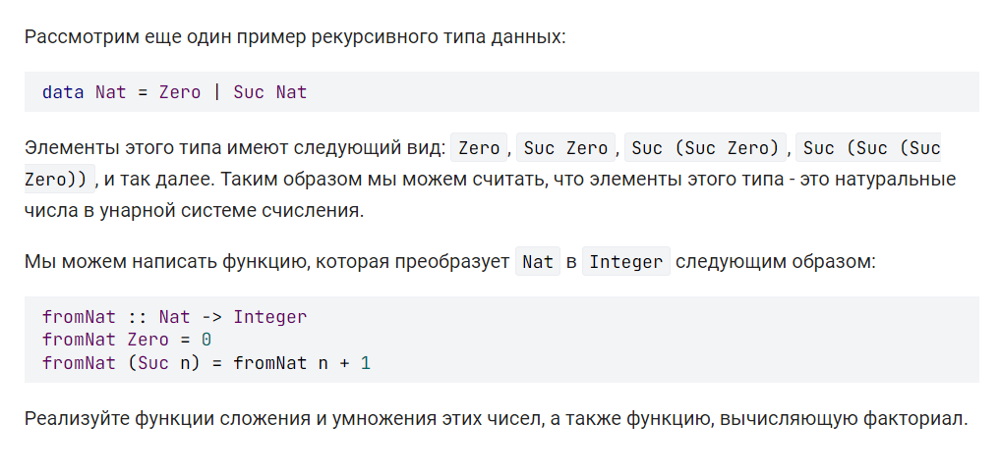 Рассмотрим еще один пример рекурсивного типа данных:
data Nat = Zero | Suc Nat
Элементы этого типа имеют следующий вид: Zero, Suc Zero, Suc (Suc Zero), Suc (Suc (Suc
Zero)), и так далее. Таким образом мы можем считать, что элементы этого типа - это натуральные
числа в унарной системе счисления.
Мы можем написать функцию, которая преобразует Nat в Integer следующим образом:
fromNat :: Nat -> Integer
fromNat Zero = 0
fromNat (Suc n) = fromNat n + 1
Реализуйте функции сложения и умножения этих чисел, а также функцию, вычисляющую факториал.